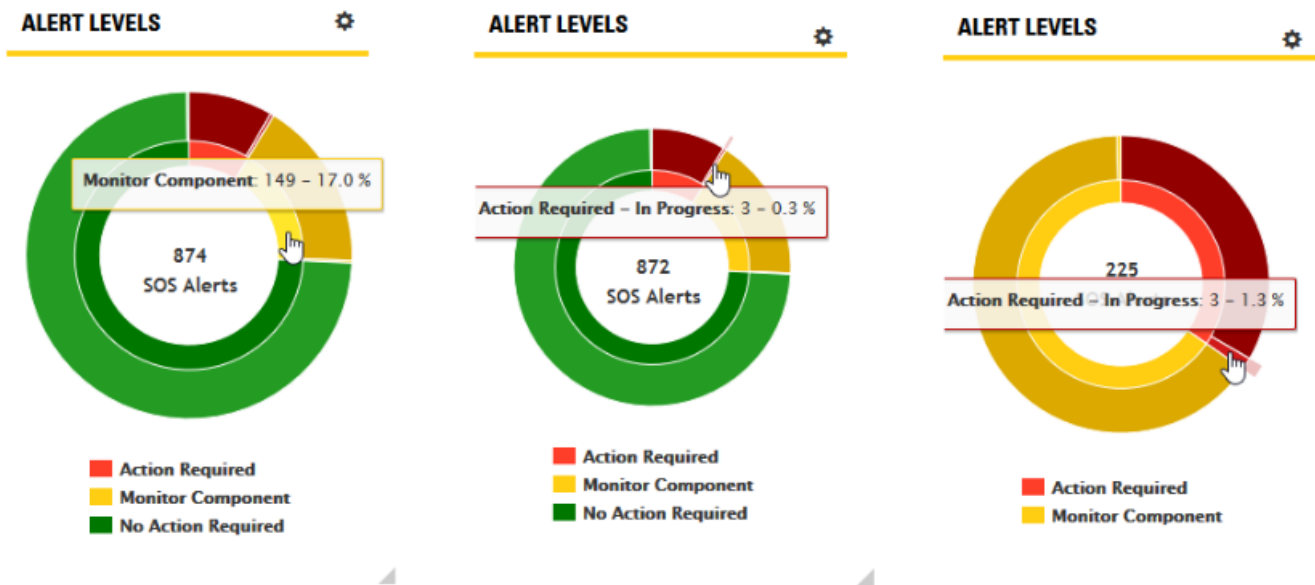 ALERT LEVELS
Monitor Component: 149 – 17.0 %
874
SOS Alerts
Action Required
Monitor Component
No Action Required
ALERT LEVELS
Action Required – In Progress: 3 – 0.3 %
872
SOS Alerts
Action Required
Monitor Component
No Action Required
ALERT LEVELS
225
SOS Alerts
Action Required – In Progress: 3 – 1.3 %
Action Required
Monitor Component